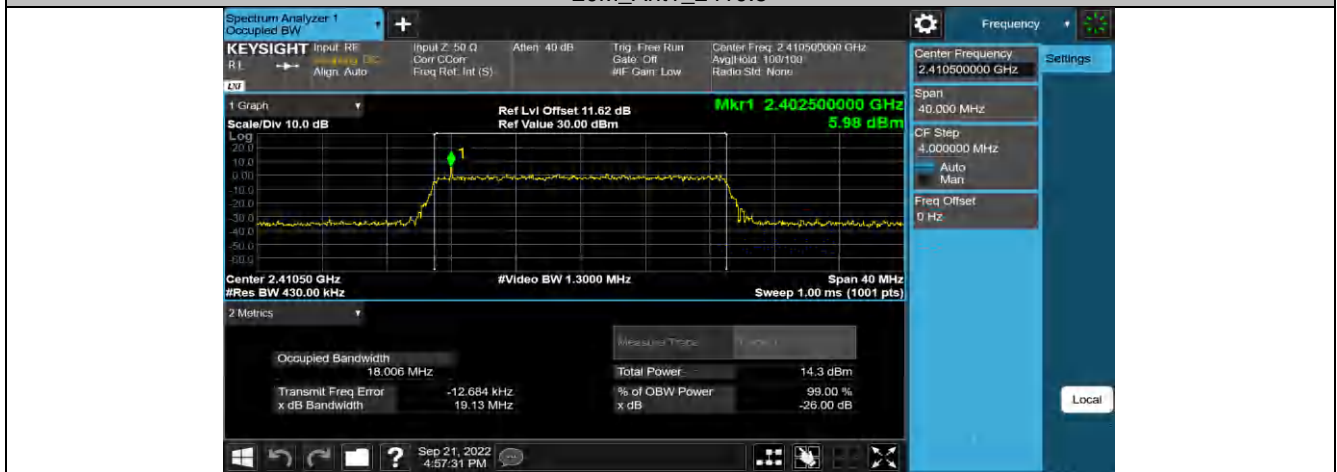 Spectrum Analyzer 1
Occupied BW
+
Frequency
KEYSIGHT Input: RF
RL
Align: Auto
Input Z: 50 Ω
Corr CCorr
Freq Ref: Int (S)
Atten: 40 dB
Trig: Free Run
Gate: Off
#IF Gain: Low
Center Freq: 2.410500000 GHz
Avg|Hold: 100/100
Radio Std: None
LXI
1 Graph
Scale/Div 10.0 dB
Ref Lvl Offset 11.62 dB
Ref Value 30.00 dBm
Mkr1 2.402500000 GHz
5.98 dBm
Log
20.0
10.0
0.00
-10.0
-20.0
-30.0
-40.0
-50.0
-60.0
1
Center 2.41050 GHz
#Res BW 430.00 kHz
#Video BW 1.3000 MHz
Span 40 MHz
Sweep 1.00 ms (1001 pts)
2 Metrics
Measure Trace
Trace 1
Occupied Bandwidth
18.006 MHz
Total Power 14.3 dBm
Transmit Freq Error -12.684 kHz
% of OBW Power 99.00 %
x dB Bandwidth 19.13 MHz
x dB -26.00 dB
Center Frequency
2.410500000 GHz
Settings
Span
40.000 MHz
CF Step
4.000000 MHz
Auto
Man
Freq Offset
0 Hz
Local
?
Sep 21, 2022
4:57:31 PM